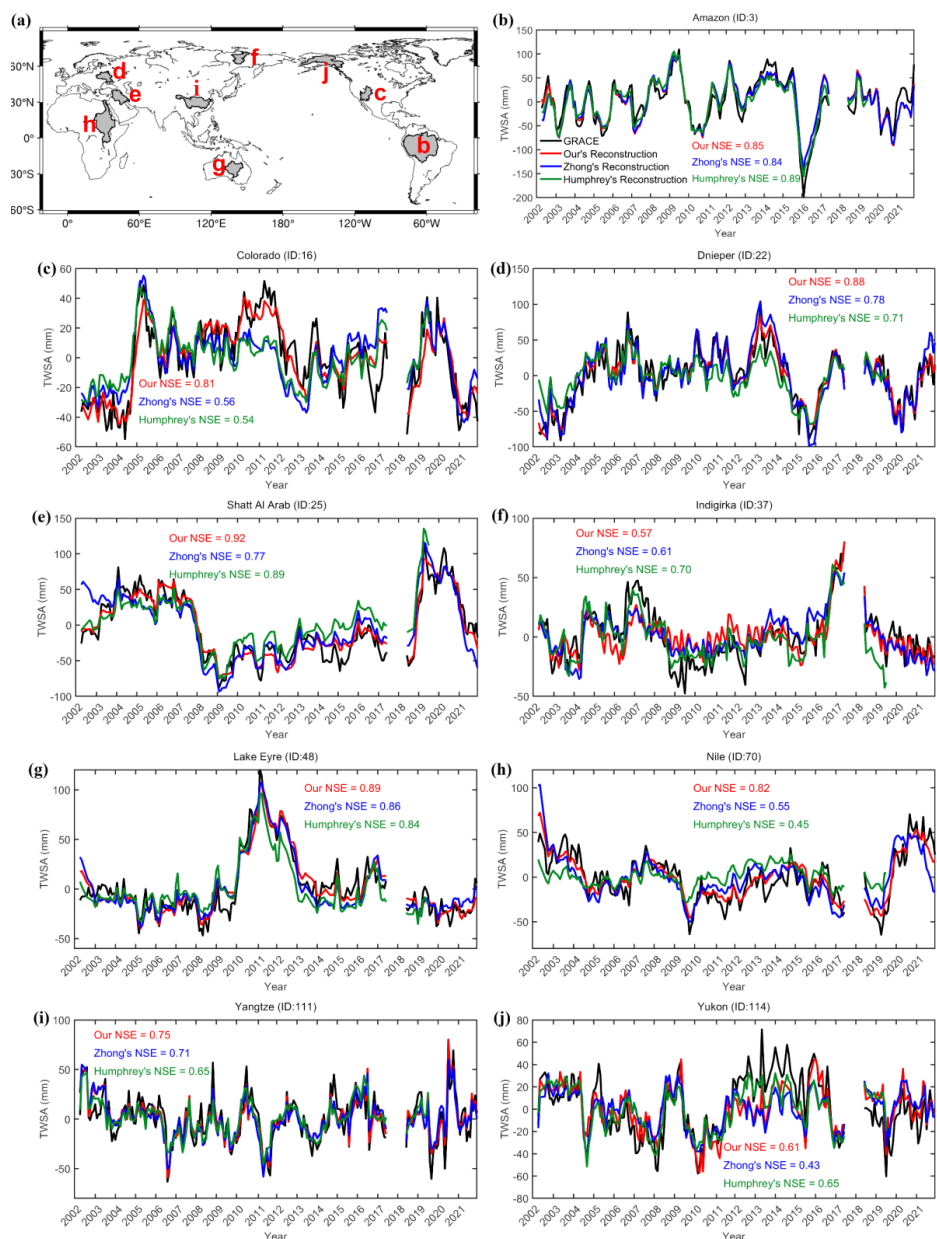 (a)
60°N
30°N
0°
30°S
60°S
0°
60°E
120°E
180°
120°W
60°W
d
e
f
i
j
c
h
b
g
(b)
Amazon (ID:3)
TWSA (mm)
150
100
50
0
-50
-100
-150
-200
GRACE
Our's Reconstruction
Zhong's Reconstruction
Humphrey's Reconstruction
Our NSE = 0.85
Zhong's NSE = 0.84
Humphrey's NSE = 0.89
2002 2003 2004 2005 2006 2007 2008 2009 2010 2011 2012 2013 2014 2015 2016 2017 2018 2019 2020 2021
Year
(c)
Colorado (ID:16)
TWSA (mm)
60
40
20
0
-20
-40
-60
Our NSE = 0.81
Zhong's NSE = 0.56
Humphrey's NSE = 0.54
2002 2003 2004 2005 2006 2007 2008 2009 2010 2011 2012 2013 2014 2015 2016 2017 2018 2019 2020 2021
Year
(d)
Dnieper (ID:22)
TWSA (mm)
150
100
50
0
-50
-100
Our NSE = 0.88
Zhong's NSE = 0.78
Humphrey's NSE = 0.71
2002 2003 2004 2005 2006 2007 2008 2009 2010 2011 2012 2013 2014 2015 2016 2017 2018 2019 2020 2021
Year
(e)
Shatt Al Arab (ID:25)
TWSA (mm)
150
100
50
0
-50
-100
Our NSE = 0.92
Zhong's NSE = 0.77
Humphrey's NSE = 0.89
2002 2003 2004 2005 2006 2007 2008 2009 2010 2011 2012 2013 2014 2015 2016 2017 2018 2019 2020 2021
Year
(f)
Indigirka (ID:37)
TWSA (mm)
100
50
0
-50
Our NSE = 0.57
Zhong's NSE = 0.61
Humphrey's NSE = 0.70
2002 2003 2004 2005 2006 2007 2008 2009 2010 2011 2012 2013 2014 2015 2016 2017 2018 2019 2020 2021
Year
(g)
Lake Eyre (ID:48)
TWSA (mm)
100
50
0
-50
Our NSE = 0.89
Zhong's NSE = 0.86
Humphrey's NSE = 0.84
2002 2003 2004 2005 2006 2007 2008 2009 2010 2011 2012 2013 2014 2015 2016 2017 2018 2019 2020 2021
Year
(h)
Nile (ID:70)
TWSA (mm)
100
50
0
-50
Our NSE = 0.82
Zhong's NSE = 0.55
Humphrey's NSE = 0.45
2002 2003 2004 2005 2006 2007 2008 2009 2010 2011 2012 2013 2014 2015 2016 2017 2018 2019 2020 2021
Year
(i)
Yangtze (ID:111)
TWSA (mm)
100
50
0
-50
Our NSE = 0.75
Zhong's NSE = 0.71
Humphrey's NSE = 0.65
2002 2003 2004 2005 2006 2007 2008 2009 2010 2011 2012 2013 2014 2015 2016 2017 2018 2019 2020 2021
Year
(j)
Yukon (ID:114)
TWSA (mm)
80
60
40
20
0
-20
-40
-60
-80
Our NSE = 0.61
Zhong's NSE = 0.43
Humphrey's NSE = 0.65
2002 2003 2004 2005 2006 2007 2008 2009 2010 2011 2012 2013 2014 2015 2016 2017 2018 2019 2020 2021
Year